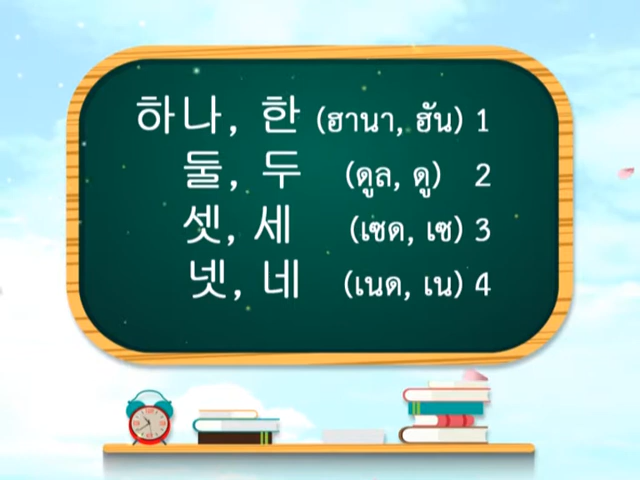 하나, 한 (ฮานา, ฮัน) 1
둘, 두 (ดูล, ดู) 2
셋, 세 (เซด, เซ) 3
넷, 네 (เนด, เน) 4